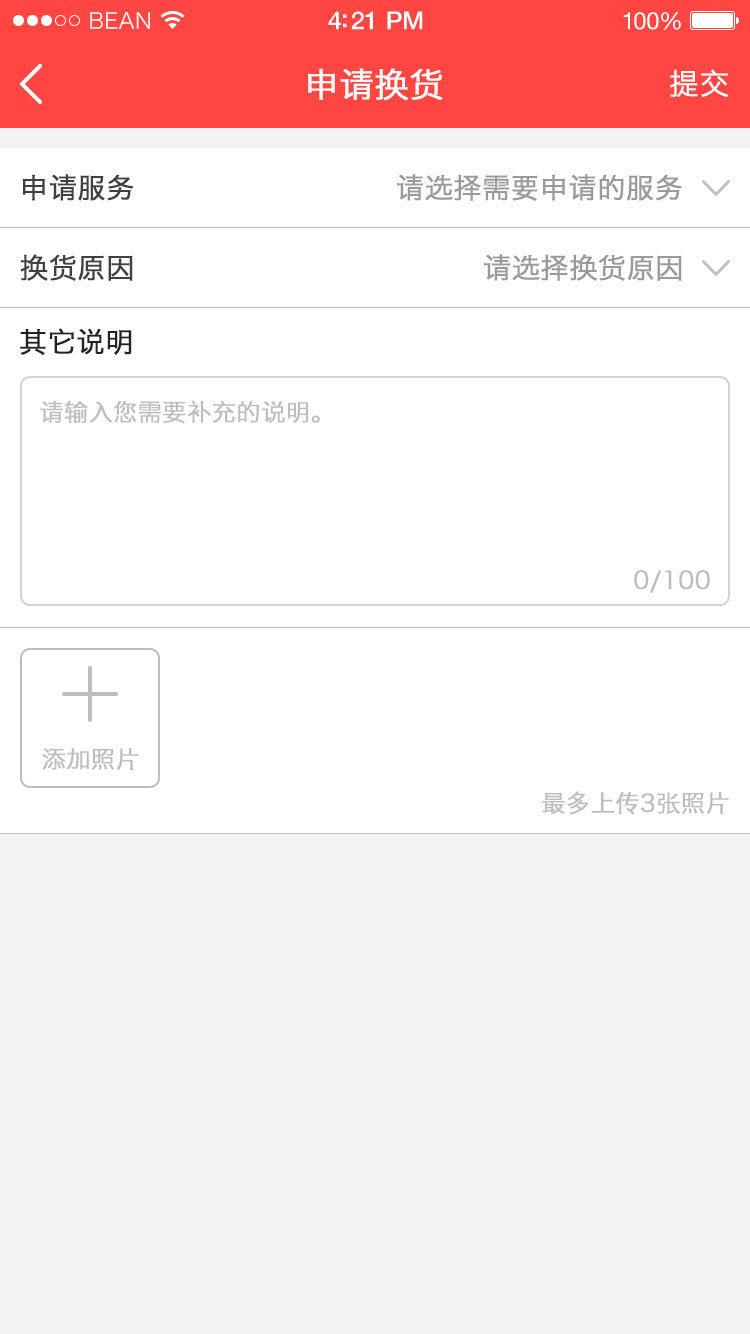 BEAN 4:21 PM 100%
申请换货 提交
申请服务 请选择需要申请的服务
换货原因 请选择换货原因
其它说明
请输入您需要补充的说明。
0/100
添加照片
最多上传3张照片